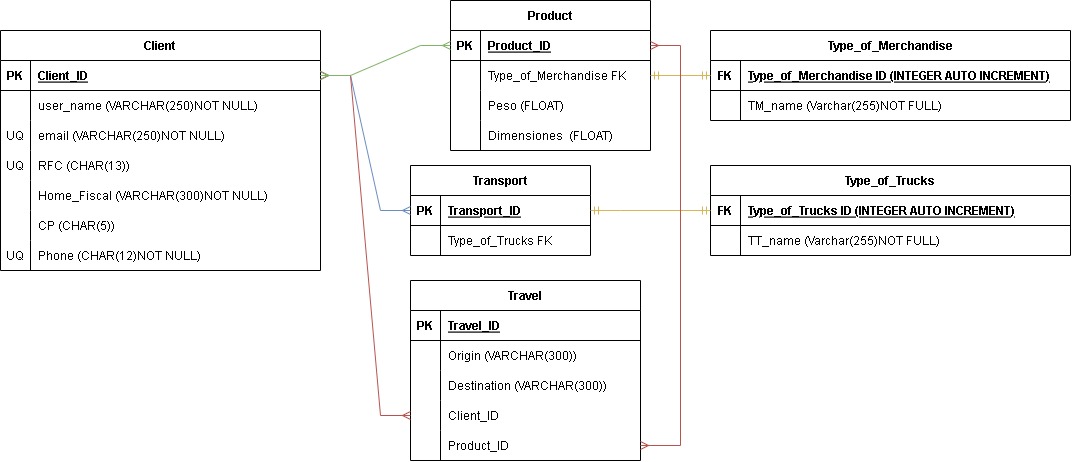 Client
PK Client_ID
user_name (VARCHAR(250)NOT NULL)
UQ email (VARCHAR(250)NOT NULL)
UQ RFC (CHAR(13))
Home_Fiscal (VARCHAR(300)NOT NULL)
CP (CHAR(5))
UQ Phone (CHAR(12)NOT NULL)
Product
PK Product_ID
Type_of_Merchandise FK
Peso (FLOAT)
Dimensiones (FLOAT)
Type_of_Merchandise
FK Type_of_Merchandise ID (INTEGER AUTO INCREMENT)
TM_name (Varchar(255)NOT FULL)
Transport
PK Transport_ID
Type_of_Trucks FK
Type_of_Trucks
FK Type_of_Trucks ID (INTEGER AUTO INCREMENT)
TT_name (Varchar(255)NOT FULL)
Travel
PK Travel_ID
Origin (VARCHAR(300))
Destination (VARCHAR(300))
Client_ID
Product_ID